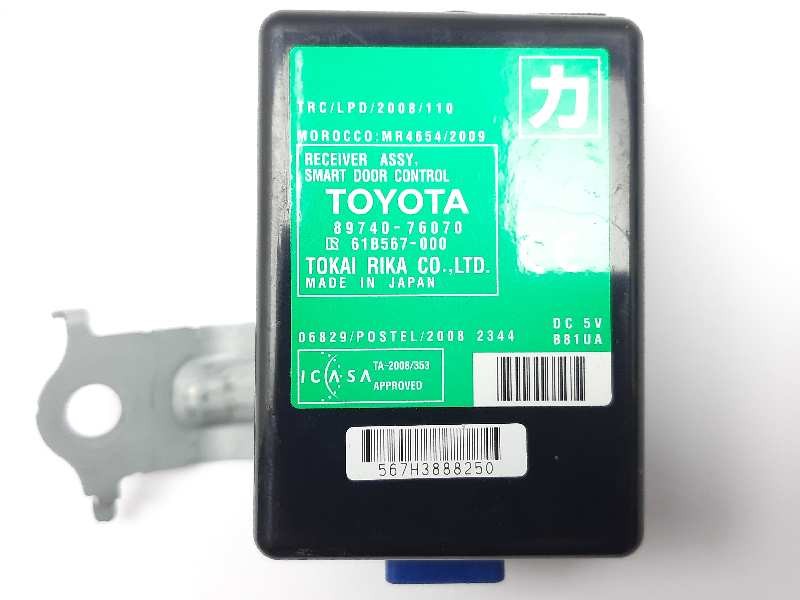 力
TRC/LPD/2008/110
MOROCCO:MR4654/2009
RECEIVER ASSY,
SMART DOOR CONTROL
TOYOTA
89740-76070
61B567-000
TOKAI RIKA CO.,LTD.
MADE IN JAPAN
CE
06829/POSTEL/2008 2344
DC 5V
B81UA
ICASA
TA-2008/353
APPROVED
567H3888250